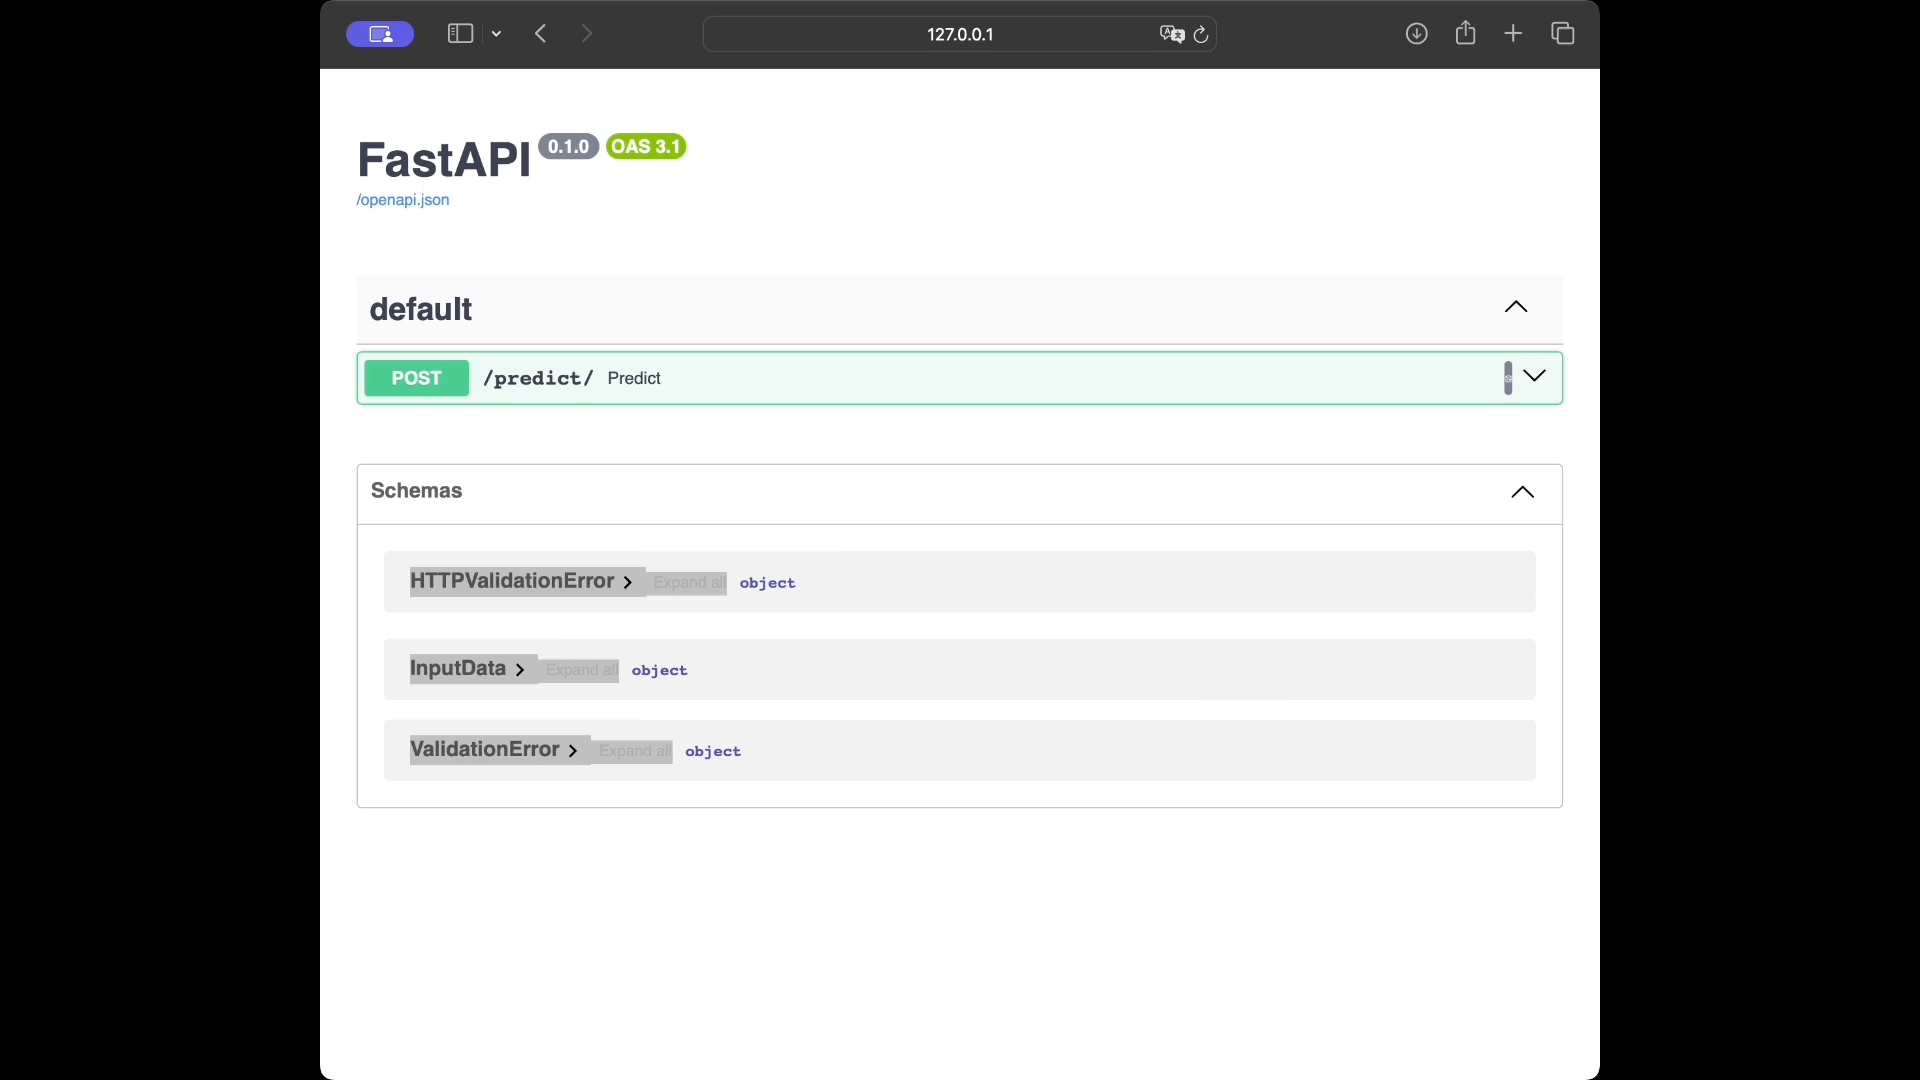 127.0.0.1
FastAPI 0.1.0 OAS 3.1
/openapi.json
default
POST /predict/ Predict
Schemas
HTTPValidationError Expand all object
InputData Expand all object
ValidationError Expand all object